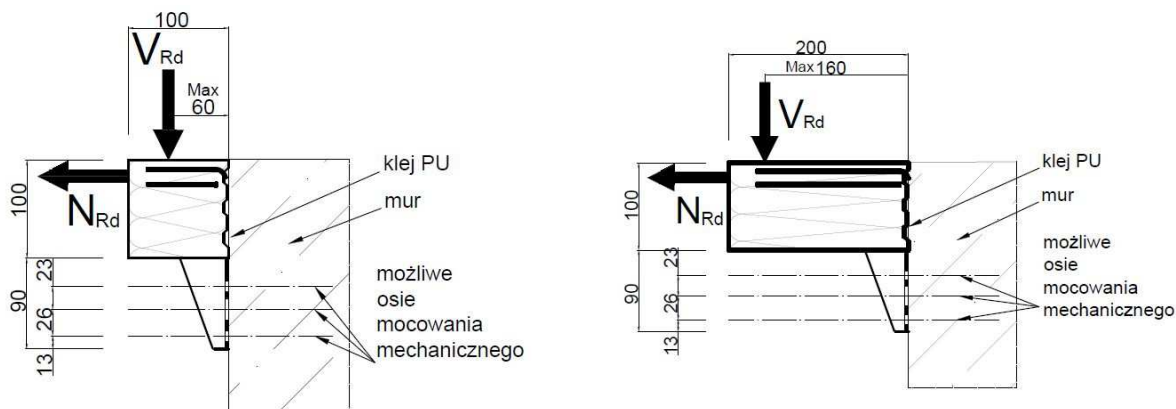 100
V Rd
Max
60
100
N Rd
klej PU
mur
90
23
26
13
możliwe
osie
mocowania
mechanicznego
200
Max 160
V Rd
100
N Rd
klej PU
mur
90
23
26
13
możliwe
osie
mocowania
mechanicznego